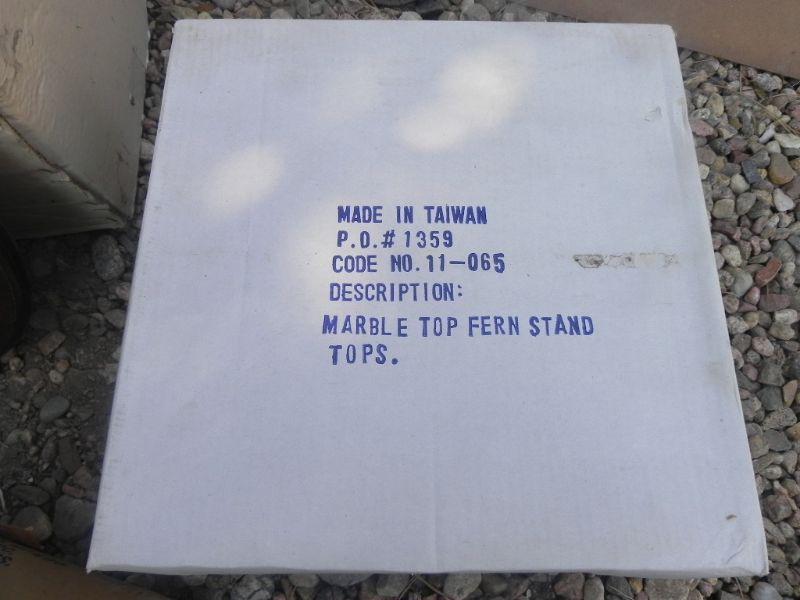 MADE IN TAIWAN
P.O.#1359
CODE NO. 11-065
DESCRIPTION:
MARBLE TOP FERN STAND
TOPS.